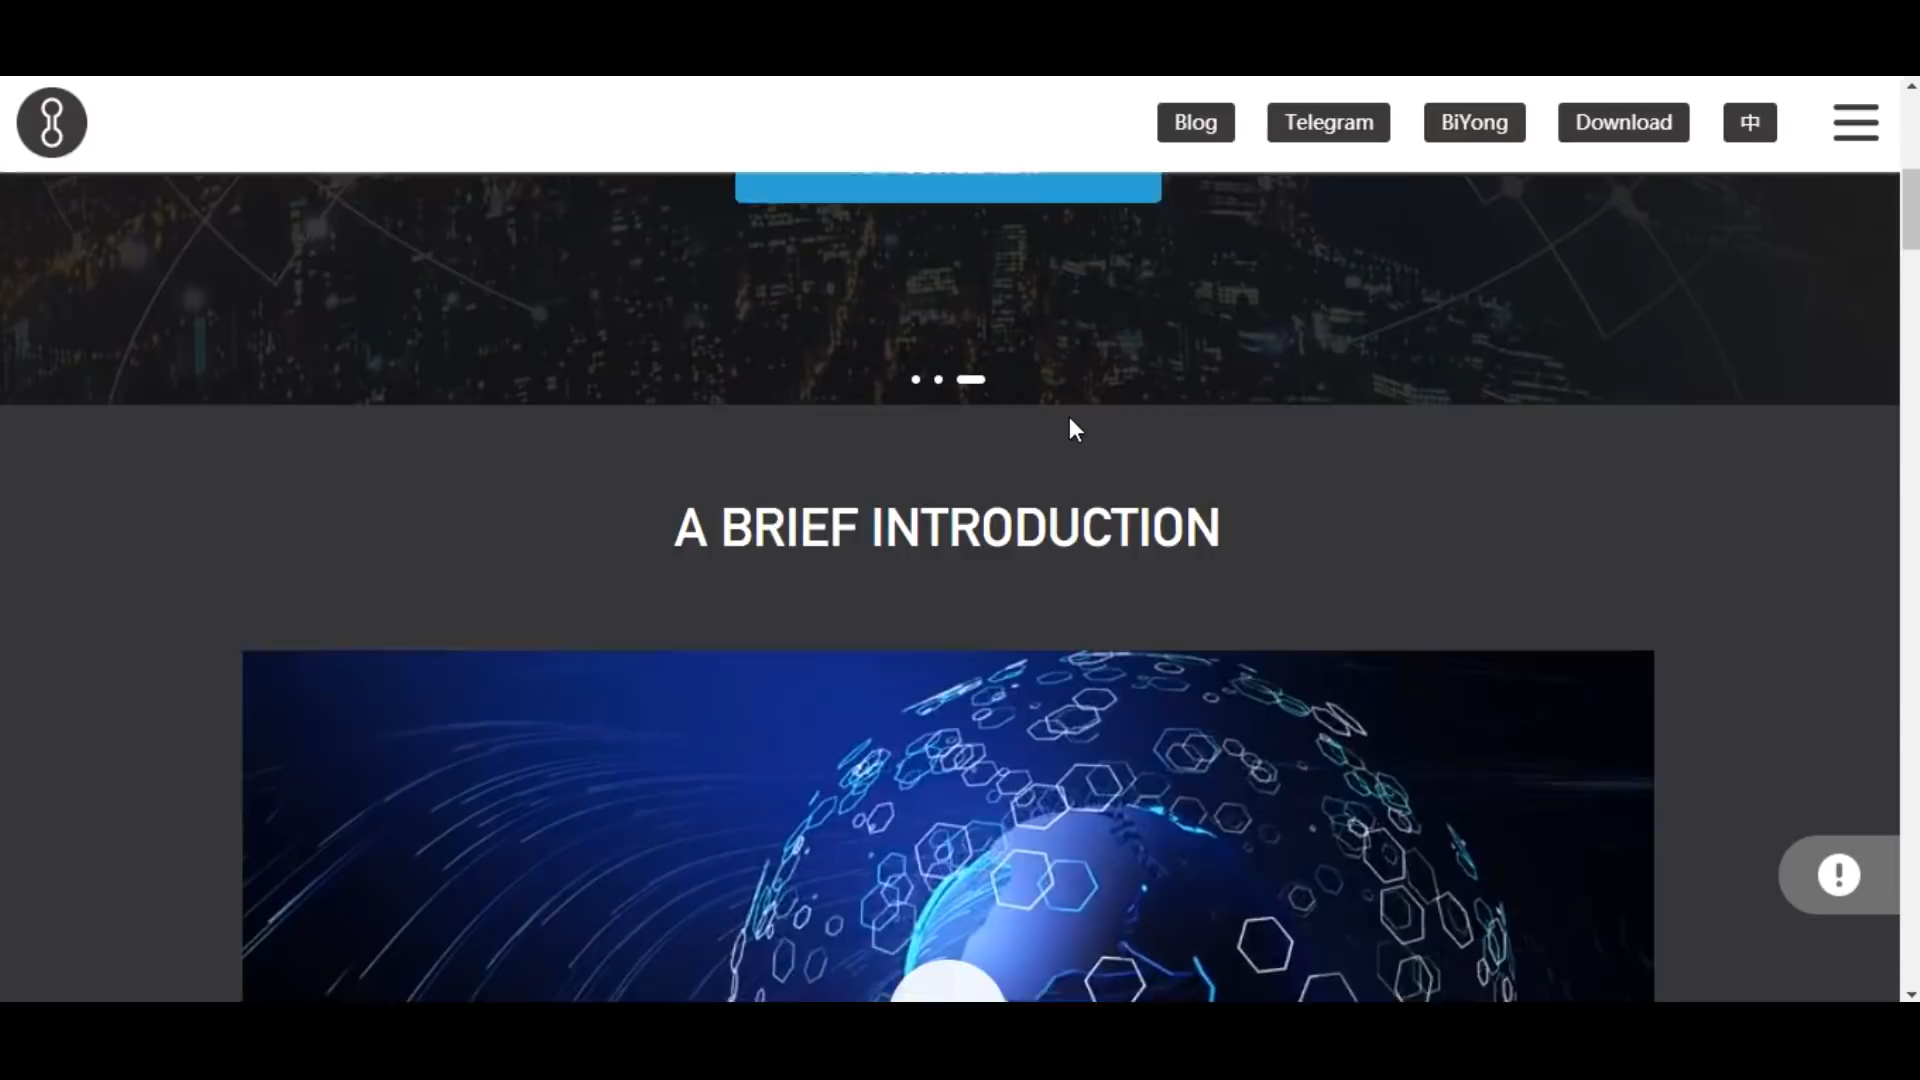 Blog
Telegram
BiYong
Download
中
A BRIEF INTRODUCTION